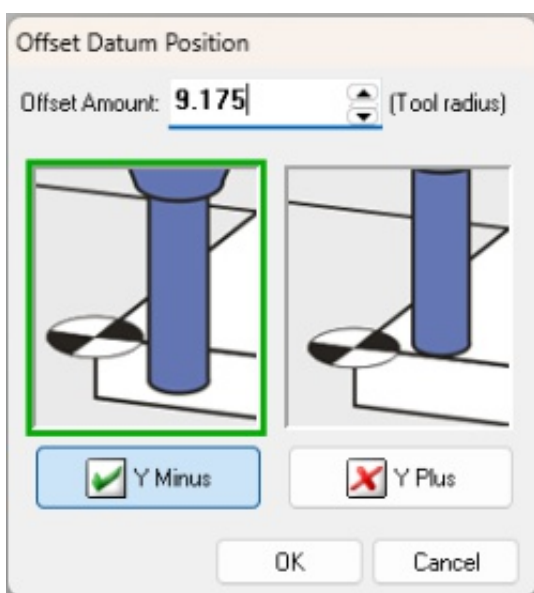 Offset Datum Position
Offset Amount: 9.175 (Tool radius)
Y Minus Y Plus
OK Cancel